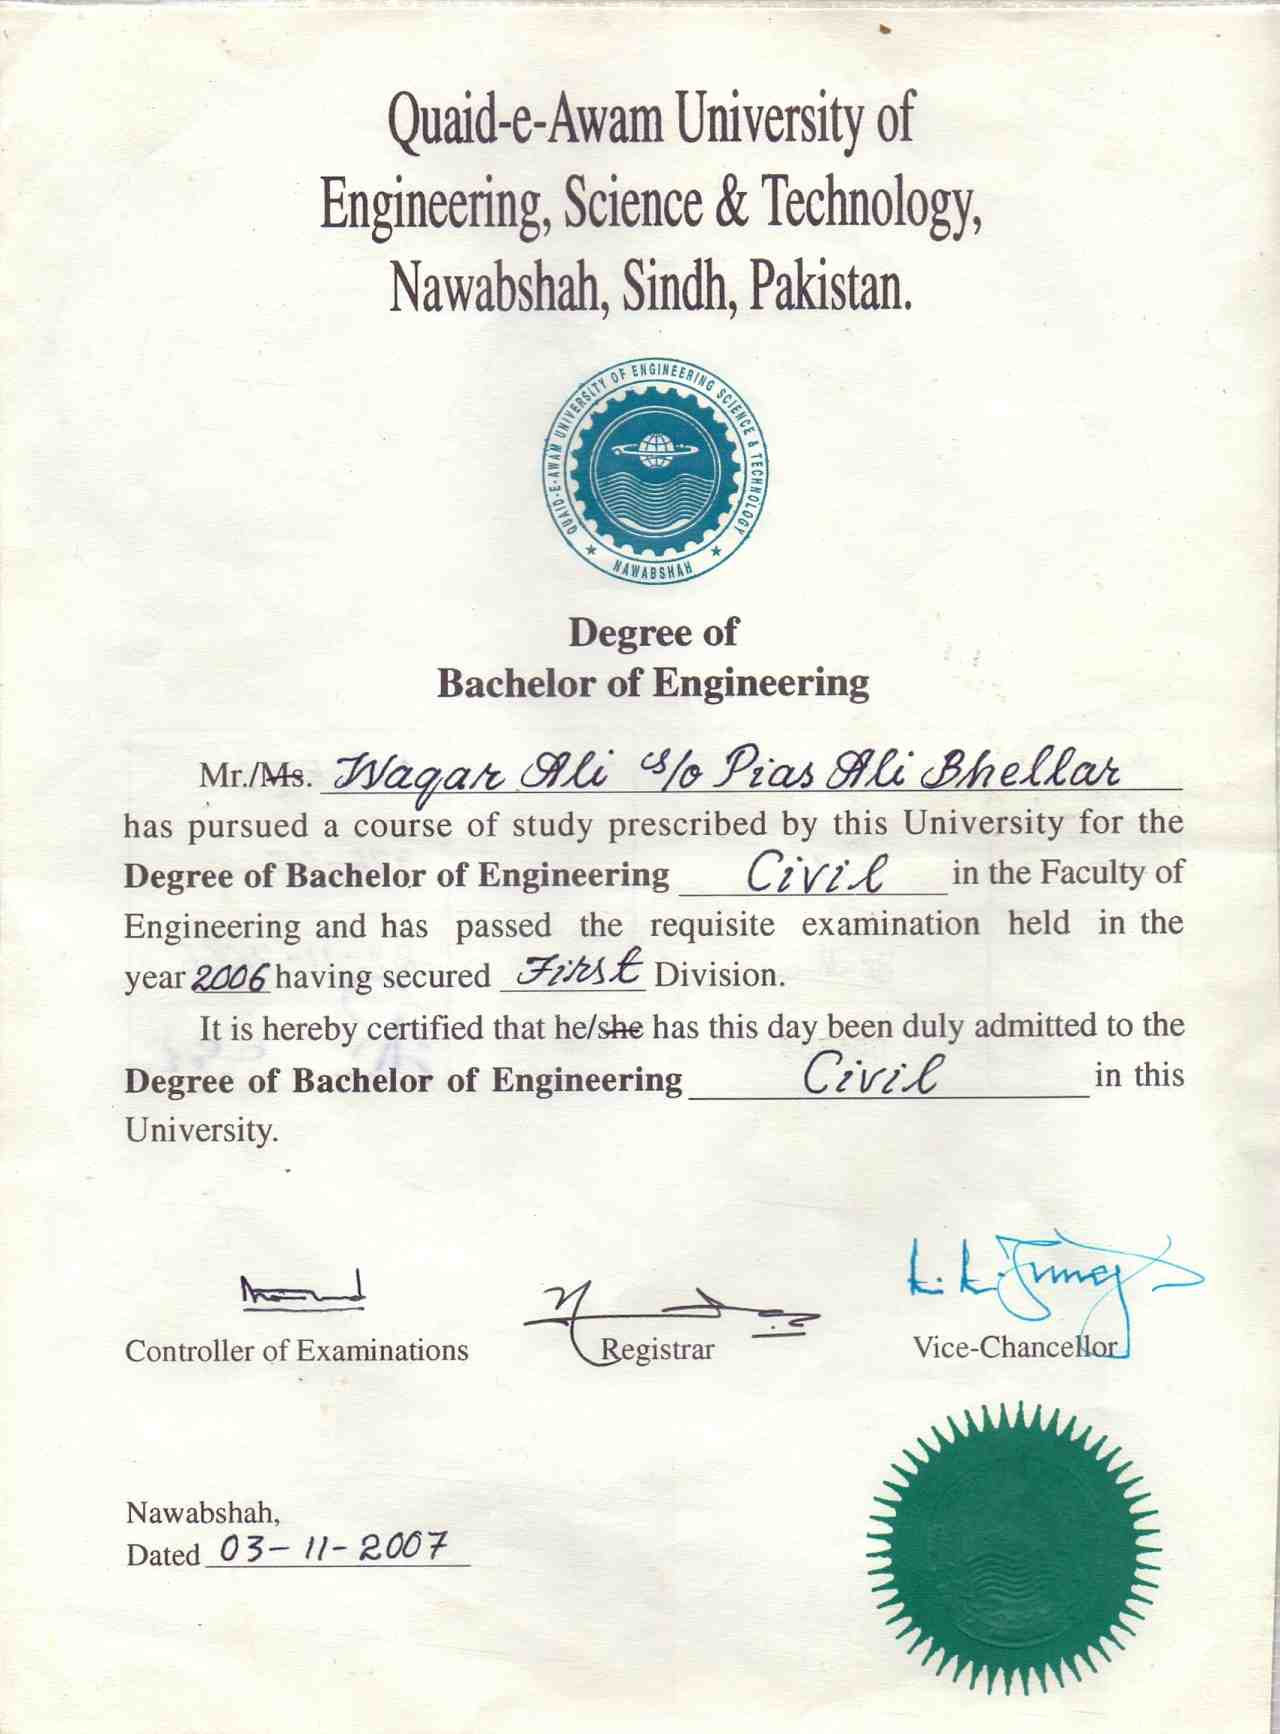 Quaid-e-Awam University of
Engineering, Science & Technology,
Nawabshah, Sindh, Pakistan.
QUAID-E-AWAM UNIVERSITY OF ENGINEERING SCIENCE & TECHNOLOGY
NAWABSHAH
Degree of
Bachelor of Engineering
Mr./Ms. Waqar Ali s/o Pias Ali Bhellar
has pursued a course of study prescribed by this University for the
Degree of Bachelor of Engineering Civil in the Faculty of
Engineering and has passed the requisite examination held in the
year 2006 having secured First Division.
It is hereby certified that he/she has this day been duly admitted to the
Degree of Bachelor of Engineering Civil in this
University.
Controller of Examinations Registrar Vice-Chancellor
Nawabshah,
Dated 03-11-2007